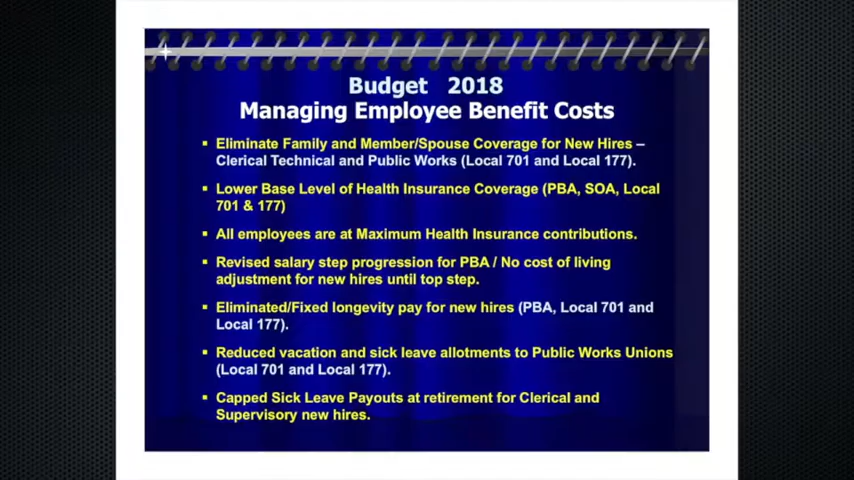 Budget 2018
Managing Employee Benefit Costs
▪ Eliminate Family and Member/Spouse Coverage for New Hires –
Clerical Technical and Public Works (Local 701 and Local 177).
▪ Lower Base Level of Health Insurance Coverage (PBA, SOA, Local
701 & 177)
▪ All employees are at Maximum Health Insurance contributions.
▪ Revised salary step progression for PBA / No cost of living
adjustment for new hires until top step.
▪ Eliminated/Fixed longevity pay for new hires (PBA, Local 701 and
Local 177).
▪ Reduced vacation and sick leave allotments to Public Works Unions
(Local 701 and Local 177).
▪ Capped Sick Leave Payouts at retirement for Clerical and
Supervisory new hires.